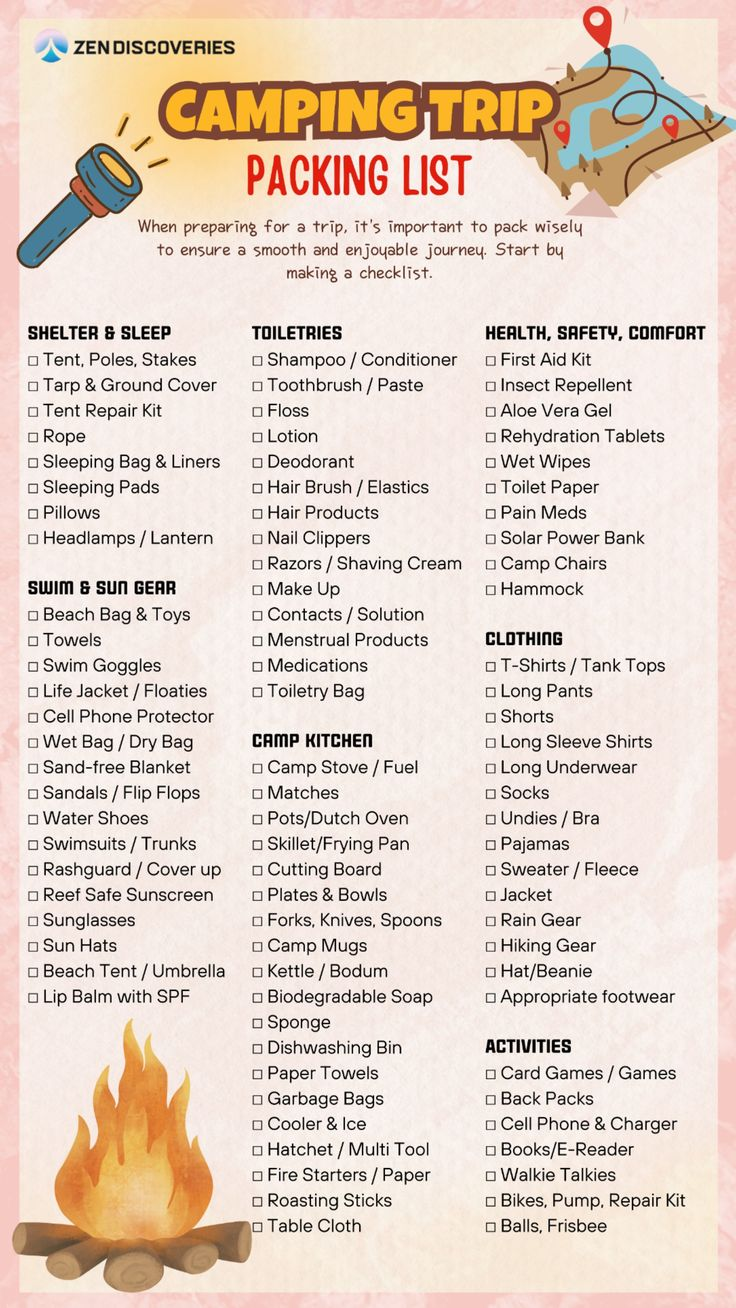 ZEN DISCOVERIES
CAMPING TRIP
PACKING LIST
When preparing for a trip, it's important to pack wisely
to ensure a smooth and enjoyable journey. Start by
making a checklist.
SHELTER & SLEEP
□ Tent, Poles, Stakes
□ Tarp & Ground Cover
□ Tent Repair Kit
□ Rope
□ Sleeping Bag & Liners
□ Sleeping Pads
□ Pillows
□ Headlamps / Lantern
SWIM & SUN GEAR
□ Beach Bag & Toys
□ Towels
□ Swim Goggles
□ Life Jacket / Floaties
□ Cell Phone Protector
□ Wet Bag / Dry Bag
□ Sand-free Blanket
□ Sandals / Flip Flops
□ Water Shoes
□ Swimsuits / Trunks
□ Rashguard / Cover up
□ Reef Safe Sunscreen
□ Sunglasses
□ Sun Hats
□ Beach Tent / Umbrella
□ Lip Balm with SPF
TOILETRIES
□ Shampoo / Conditioner
□ Toothbrush / Paste
□ Floss
□ Lotion
□ Deodorant
□ Hair Brush / Elastics
□ Hair Products
□ Nail Clippers
□ Razors / Shaving Cream
□ Make Up
□ Contacts / Solution
□ Menstrual Products
□ Medications
□ Toiletry Bag
CAMP KITCHEN
□ Camp Stove / Fuel
□ Matches
□ Pots/Dutch Oven
□ Skillet/Frying Pan
□ Cutting Board
□ Plates & Bowls
□ Forks, Knives, Spoons
□ Camp Mugs
□ Kettle / Bodum
□ Biodegradable Soap
□ Sponge
□ Dishwashing Bin
□ Paper Towels
□ Garbage Bags
□ Cooler & Ice
□ Hatchet / Multi Tool
□ Fire Starters / Paper
□ Roasting Sticks
□ Table Cloth
HEALTH, SAFETY, COMFORT
□ First Aid Kit
□ Insect Repellent
□ Aloe Vera Gel
□ Rehydration Tablets
□ Wet Wipes
□ Toilet Paper
□ Pain Meds
□ Solar Power Bank
□ Camp Chairs
□ Hammock
CLOTHING
□ T-Shirts / Tank Tops
□ Long Pants
□ Shorts
□ Long Sleeve Shirts
□ Long Underwear
□ Socks
□ Undies / Bra
□ Pajamas
□ Sweater / Fleece
□ Jacket
□ Rain Gear
□ Hiking Gear
□ Hat/Beanie
□ Appropriate footwear
ACTIVITIES
□ Card Games / Games
□ Back Packs
□ Cell Phone & Charger
□ Books/E-Reader
□ Walkie Talkies
□ Bikes, Pump, Repair Kit
□ Balls, Frisbee